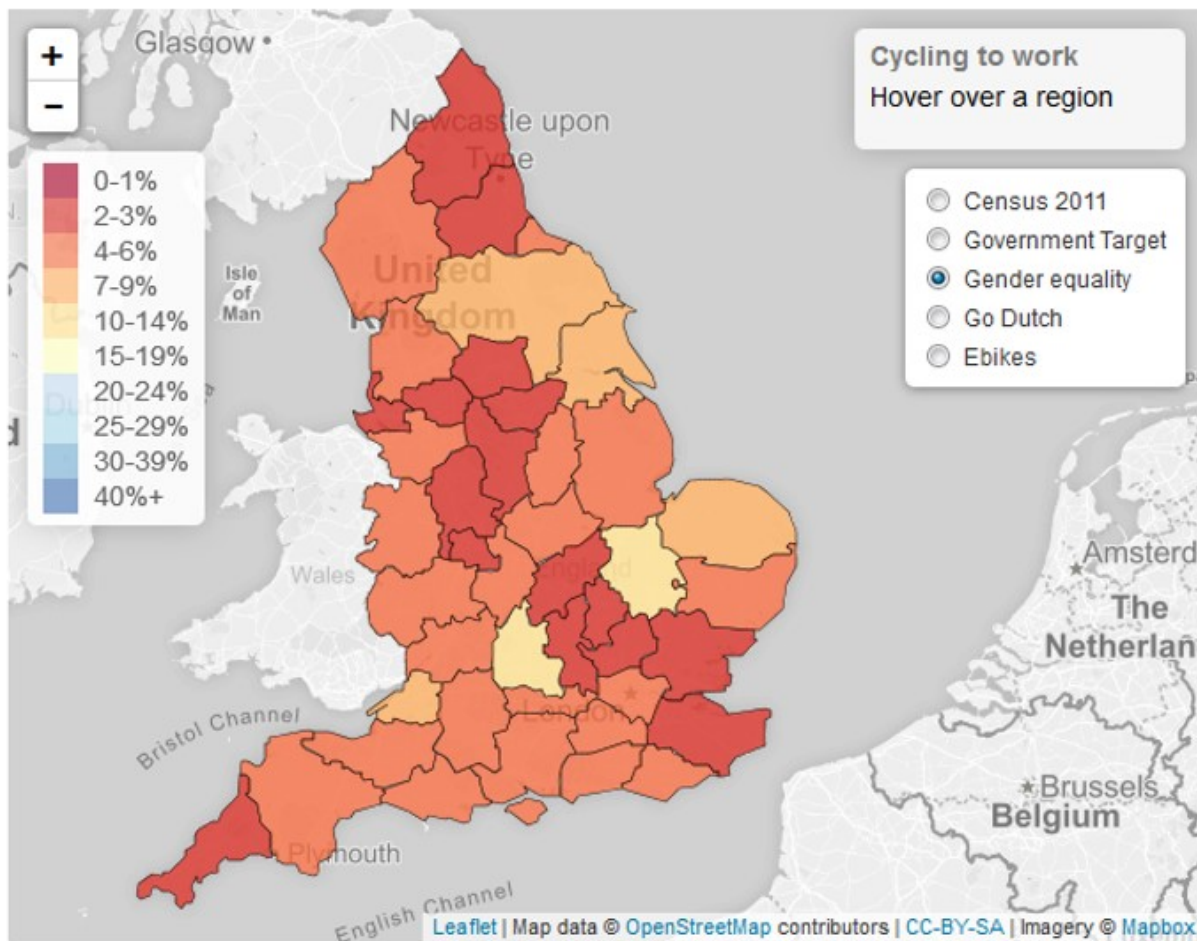 +
−
Glasgow
Cycling to work
Hover over a region
Newcastle upon
Type
0-1%
2-3%
4-6%
7-9%
10-14%
15-19%
20-24%
25-29%
30-39%
40%+
Census 2011
Government Target
Gender equality
Go Dutch
Ebikes
N.
Isle
of
Man
United
Kingdom
Dublin
d
Wales
England
Amsterd
The
Netherlan
London
Bristol Channel
Brussels
Belgium
Plymouth
English Channel
Leaflet | Map data © OpenStreetMap contributors | CC-BY-SA | Imagery © Mapbox